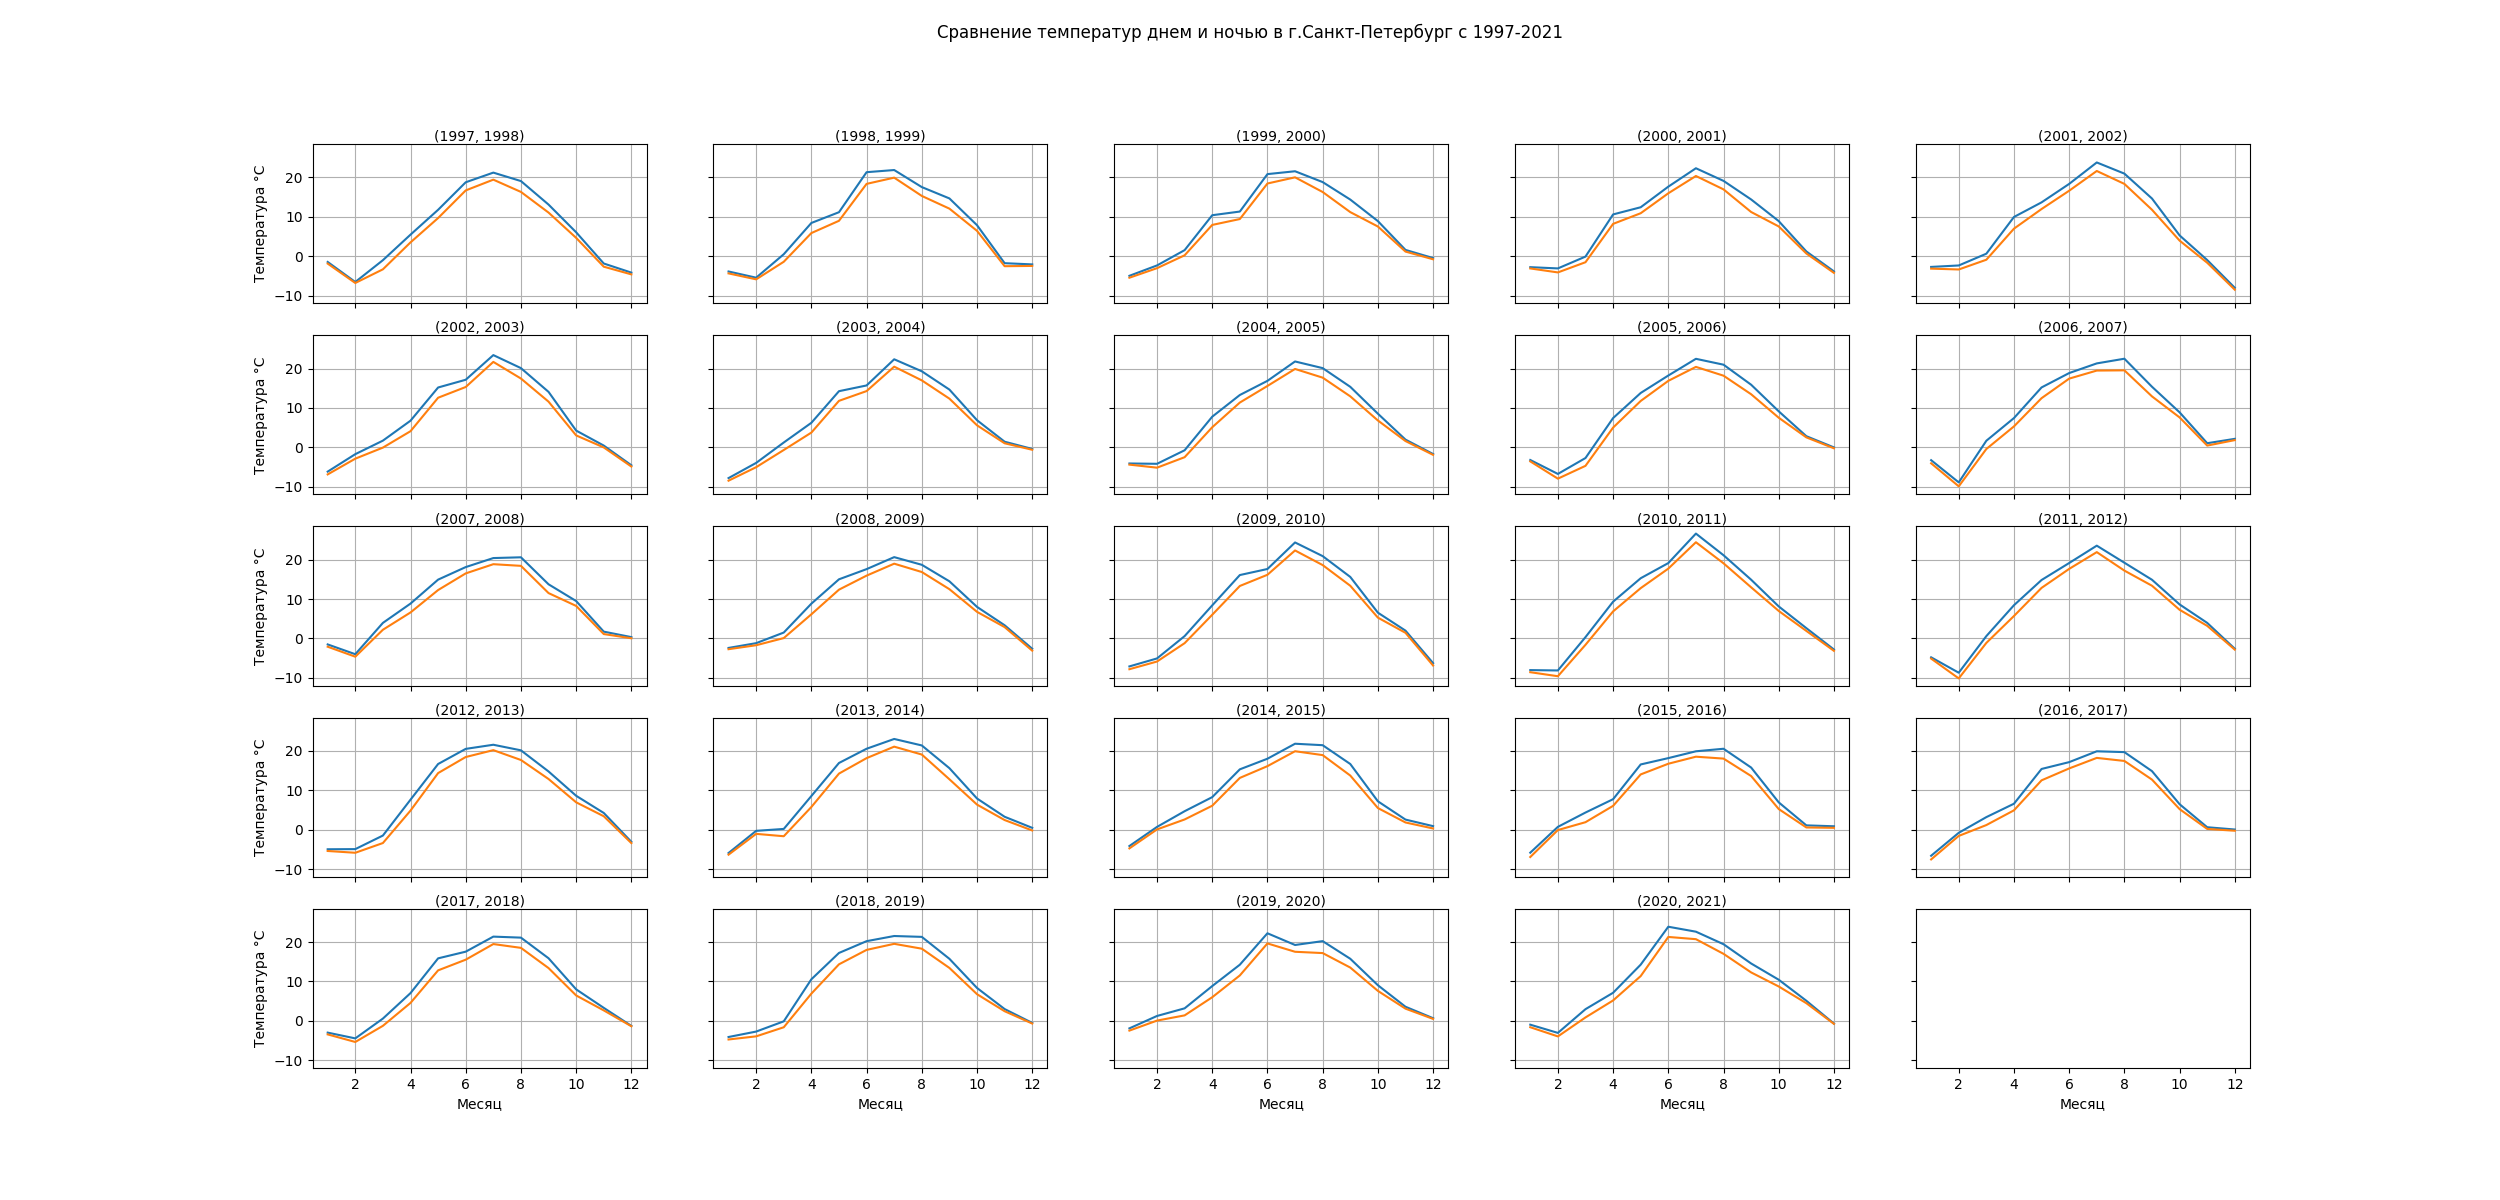 Сравнение температур днем и ночью в г.Санкт-Петербург с 1997-2021
(1997, 1998)
(1998, 1999)
(1999, 2000)
(2000, 2001)
(2001, 2002)
Температура °C
20
10
0
−10
(2002, 2003)
(2003, 2004)
(2004, 2005)
(2005, 2006)
(2006, 2007)
Температура °C
20
10
0
−10
(2007, 2008)
(2008, 2009)
(2009, 2010)
(2010, 2011)
(2011, 2012)
Температура °C
20
10
0
−10
(2012, 2013)
(2013, 2014)
(2014, 2015)
(2015, 2016)
(2016, 2017)
Температура °C
20
10
0
−10
(2017, 2018)
(2018, 2019)
(2019, 2020)
(2020, 2021)
Температура °C
20
10
0
−10
2 4 6 8 10 12
2 4 6 8 10 12
2 4 6 8 10 12
2 4 6 8 10 12
2 4 6 8 10 12
Месяц
Месяц
Месяц
Месяц
Месяц